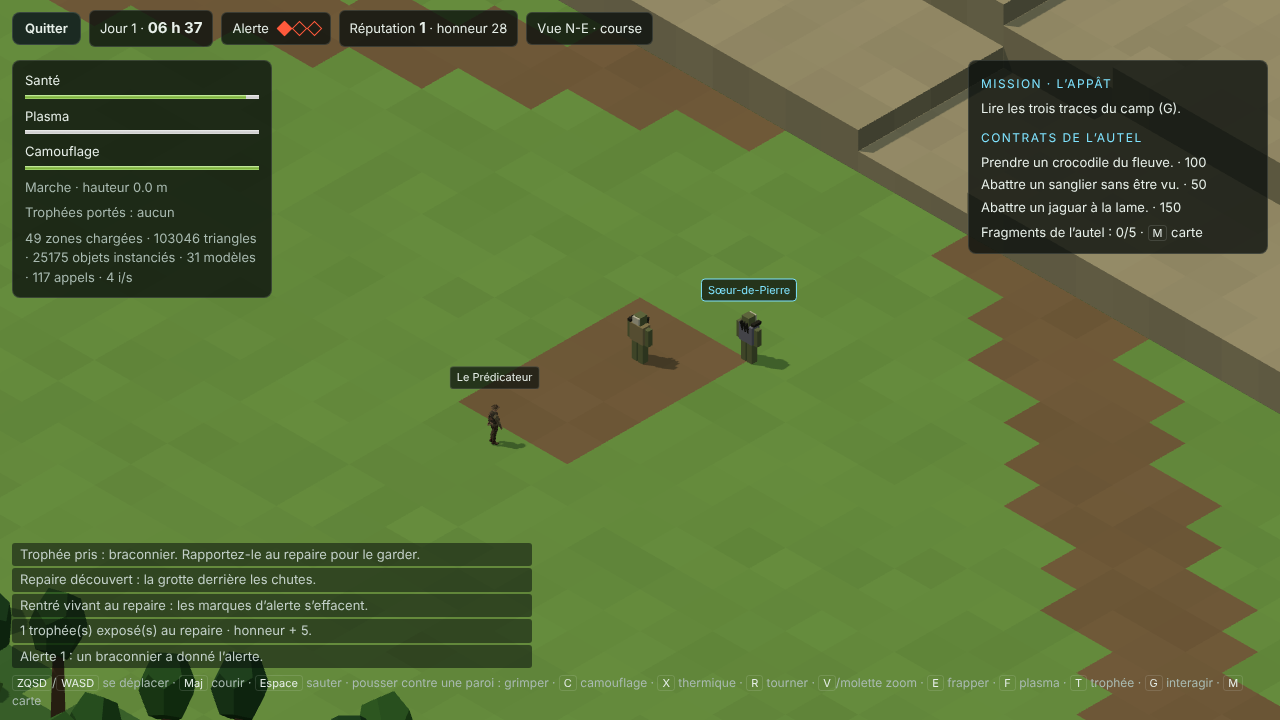 Quitter
Jour 1 · 06 h 37
Alerte
Réputation 1 · honneur 28
Vue N-E · course
Santé
Plasma
Camouflage
Marche · hauteur 0.0 m
Trophées portés : aucun
49 zones chargées · 103046 triangles
· 25175 objets instanciés · 31 modèles
· 117 appels · 4 i/s
MISSION · L’APPÂT
Lire les trois traces du camp (G).
CONTRATS DE L’AUTEL
Prendre un crocodile du fleuve. · 100
Abattre un sanglier sans être vu. · 50
Abattre un jaguar à la lame. · 150
Fragments de l’autel : 0/5 · M carte
Sœur-de-Pierre
Le Prédicateur
Trophée pris : braconnier. Rapportez-le au repaire pour le garder.
Repaire découvert : la grotte derrière les chutes.
Rentré vivant au repaire : les marques d’alerte s’effacent.
1 trophée(s) exposé(s) au repaire · honneur + 5.
Alerte 1 : un braconnier a donné l’alerte.
ZQSD / WASD se déplacer · Maj courir · Espace sauter · pousser contre une paroi : grimper · C camouflage · X thermique · R tourner · V /molette zoom · E frapper · F plasma · T trophée · G interagir · M
carte